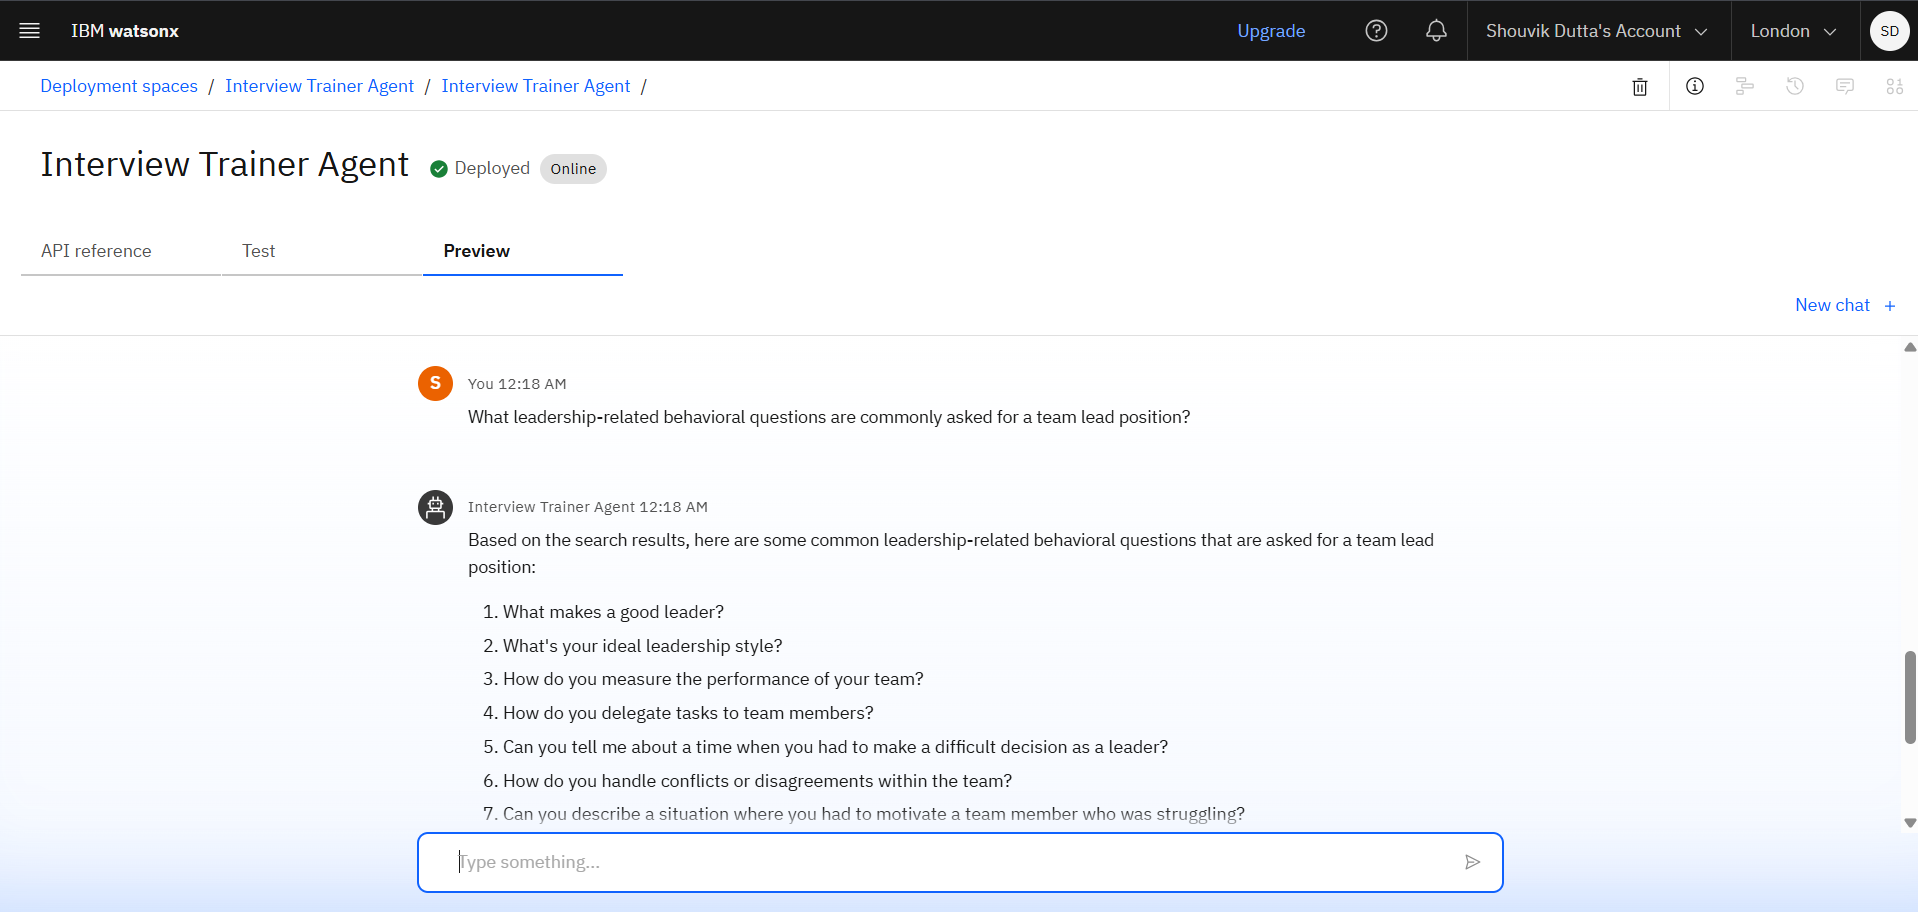 IBM watsonx
Upgrade
Shouvik Dutta's Account
London
SD
Deployment spaces / Interview Trainer Agent / Interview Trainer Agent /
Interview Trainer Agent
Deployed
Online
API reference
Test
Preview
New chat +
S
You 12:18 AM
What leadership-related behavioral questions are commonly asked for a team lead position?
Interview Trainer Agent 12:18 AM
Based on the search results, here are some common leadership-related behavioral questions that are asked for a team lead
position:
1. What makes a good leader?
2. What's your ideal leadership style?
3. How do you measure the performance of your team?
4. How do you delegate tasks to team members?
5. Can you tell me about a time when you had to make a difficult decision as a leader?
6. How do you handle conflicts or disagreements within the team?
7. Can you describe a situation where you had to motivate a team member who was struggling?
Type something...